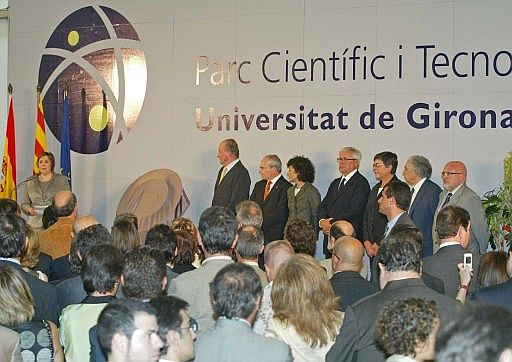 Parc Científic i Tecno
Universitat de Girona